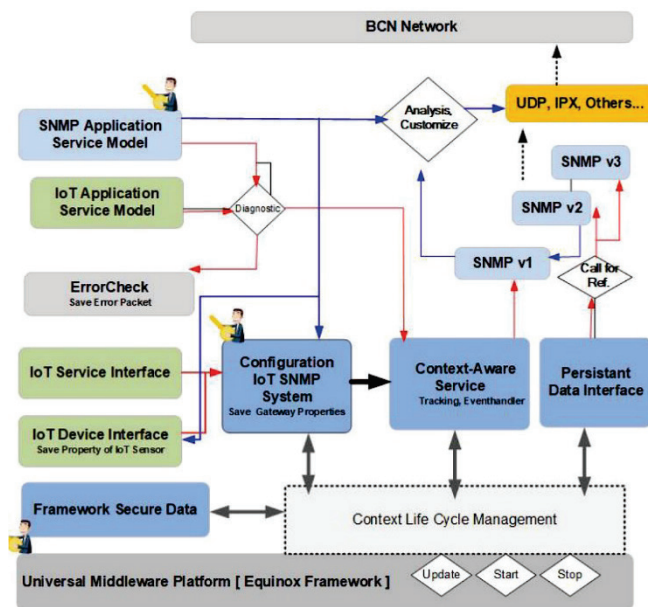 BCN Network
SNMP Application
Service Model
Analysis,
Customize
UDP, IPX, Others...
SNMP v3
IoT Application
Service Model
Diagnostic
SNMP v2
SNMP v1
Call for
Ref.
ErrorCheck
Save Error Packet
IoT Service Interface
Configuration
IoT SNMP
System
Save Gateway Properties
Context-Aware
Service
Tracking, Eventhandler
Persistant
Data Interface
IoT Device Interface
Save Property of IoT Sensor
Framework Secure Data
Context Life Cycle Management
Universal Middleware Platform [ Equinox Framework ]
Update
Start
Stop